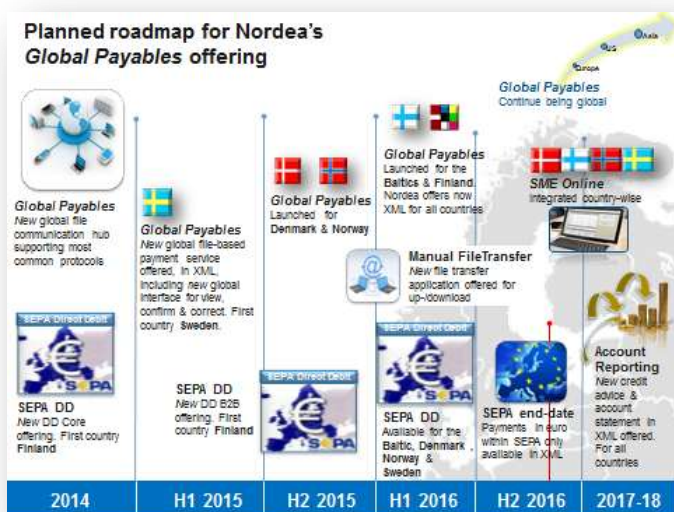 Planned roadmap for Nordea's
Global Payables offering
Asia
US
Europe
Global Payables
Continue being global
Global Payables
New global file
communication hub
supporting most
common protocols
Global Payables
New global file-based
payment service
offered, in XML,
including new global
interface for view,
confirm & correct. First
country Sweden.
Global Payables
Launched for
Denmark & Norway
Global Payables
Launched for the
Baltics & Finland.
Nordea offers now
XML for all countries
SME Online
Integrated country-wise
Manual FileTransfer
New file transfer
application offered for
up-/download
SEPA Direct Debit
SEPA
SEPA DD
New DD Core
offering. First country
Finland
SEPA DD
New DD B2B
offering. First
country Finland
SEPA Direct Debit
SEPA
SEPA Direct Debit
SEPA
SEPA DD
Available for the
Baltic, Denmark ,
Norway &
Sweden
SEPA end-date
Payments in euro
within SEPA only
available in XML
Account
Reporting
New credit
advice &
account
statement in
XML offered.
For all
countries
2014
H1 2015
H2 2015
H1 2016
H2 2016
2017-18